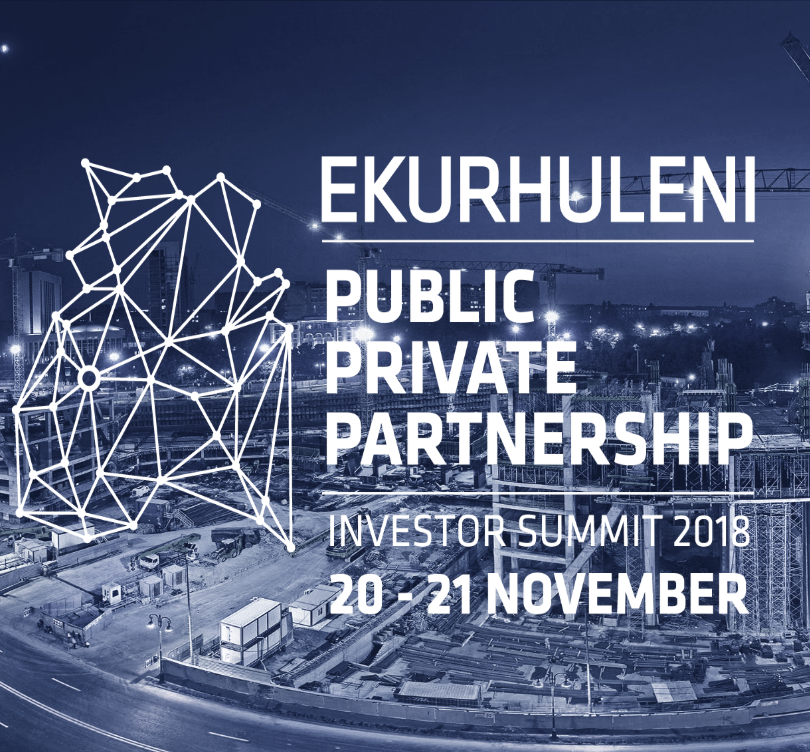 EKURHULENI
PUBLIC
PRIVATE
PARTNERSHIP
INVESTOR SUMMIT 2018
20 - 21 NOVEMBER